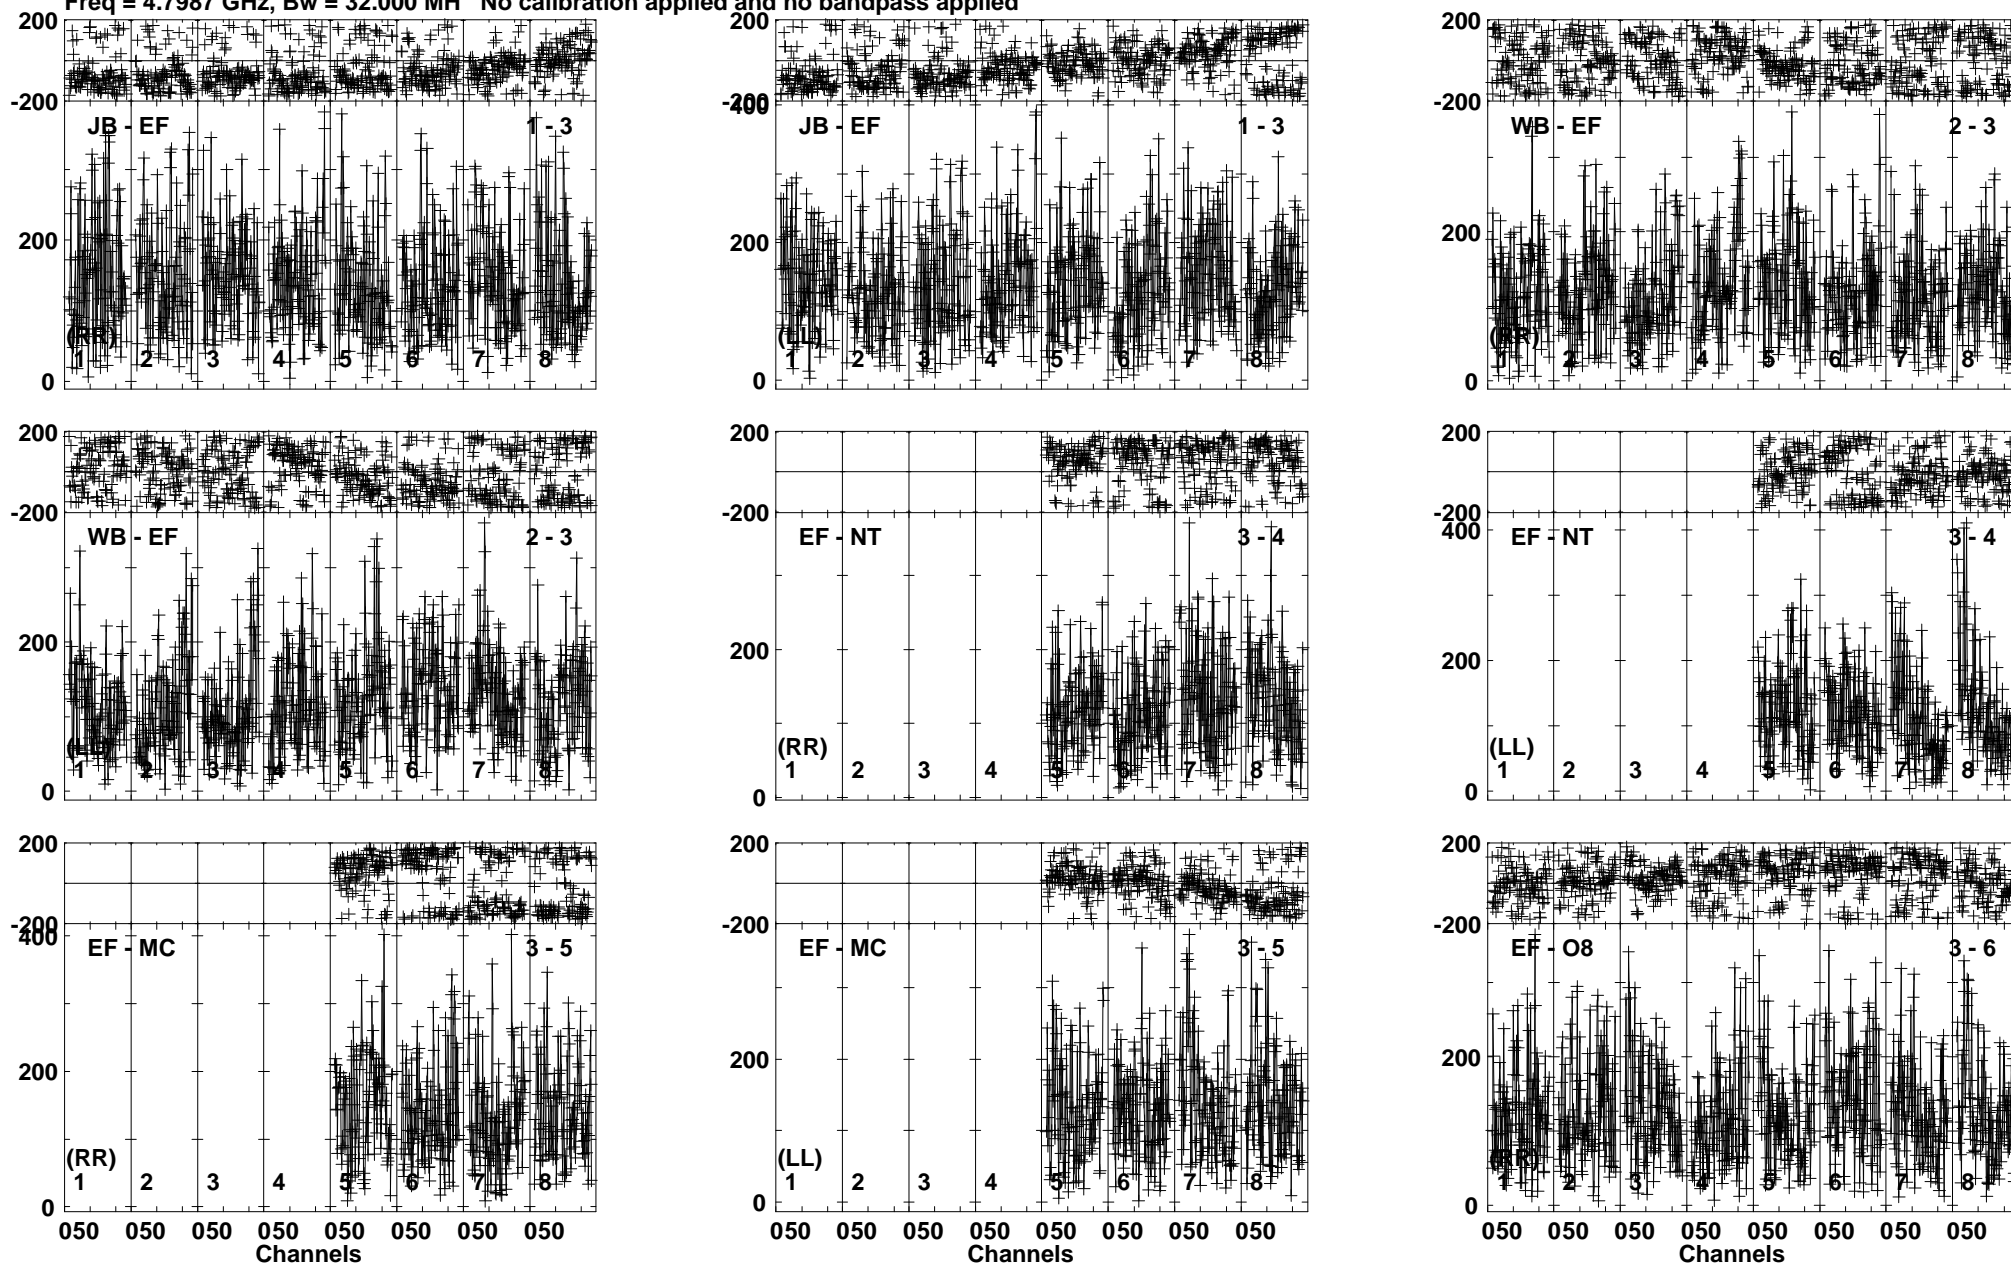 Freq = 4.7987 GHz, Bw = 32.000 MH No calibration applied and no bandpass applied
200 200 200
-200 -200 -200
400
JB - EF 1 - 3 JB - EF 1 - 3 WB - EF 2 - 3
200 200 200
(RR) (LL) (RR)
1 2 3 4 5 6 7 8 1 2 3 4 5 6 7 8 1 2 3 4 5 6 7 8
0 0 0
200 200 200
-200 -200 -200
400
WB - EF 2 - 3 EF - NT 3 - 4 EF - NT 3 - 4
200 200 200
(LL) (RR) (LL)
1 2 3 4 5 6 7 8 1 2 3 4 5 6 7 8 1 2 3 4 5 6 7 8
0 0 0
200 200 200
-200 -200 -200
400
EF - MC 3 - 5 EF - MC 3 - 5 EF - O8 3 - 6
200 200 200
(RR) (LL) (RR)
1 2 3 4 5 6 7 8 1 2 3 4 5 6 7 8 1 2 3 4 5 6 7 8
0 0 0
050 050 050 050 050 050 050 050 050 050 050 050 050 050 050 050 050 050 050 050 050 050 050 050
Channels Channels Channels